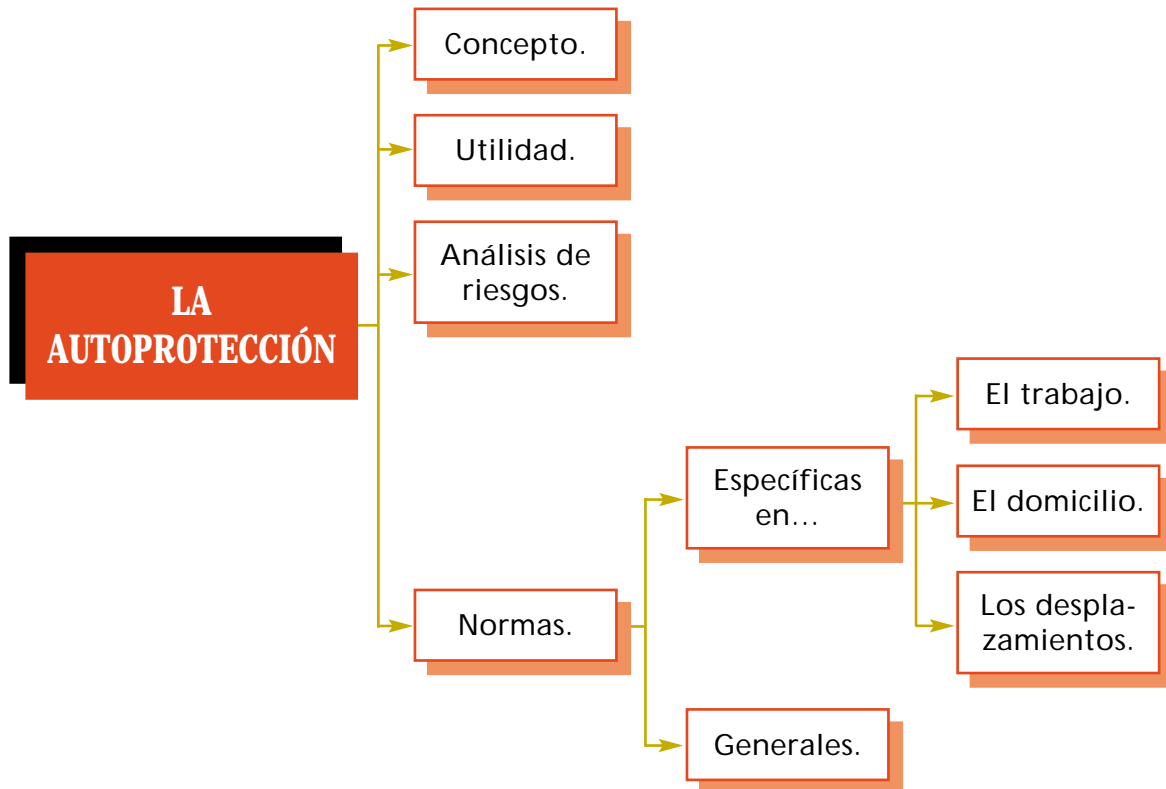 Concepto.
Utilidad.
Análisis de
riesgos.
LA
AUTOPROTECCIÓN
El trabajo.
Específicas
en...
El domicilio.
Los despla-
zamientos.
Normas.
Generales.